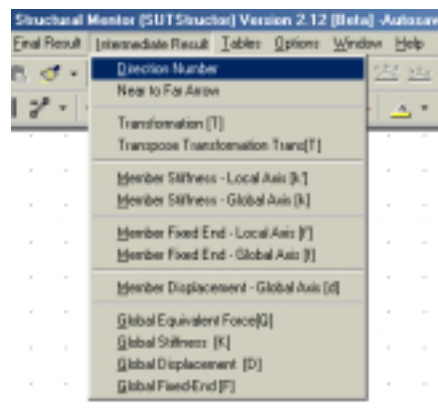 Structural Mentor (SUTStructor) Version 2.12 (Beta) -Autosav
Final Result Intermediate Result Tables Options Window Help
Direction Number
Near to Far Arrow
Transformation [T]
Transpose Transformation Trans[T]
Member Stiffness - Local Axis [k']
Member Stiffness - Global Axis [k]
Member Fixed End - Local Axis [f']
Member Fixed End - Global Axis [f]
Member Displacement - Global Axis [d]
Global Equivalent Force[Q]
Global Stiffness [K]
Global Displacement [D]
Global Fixed-End [F]